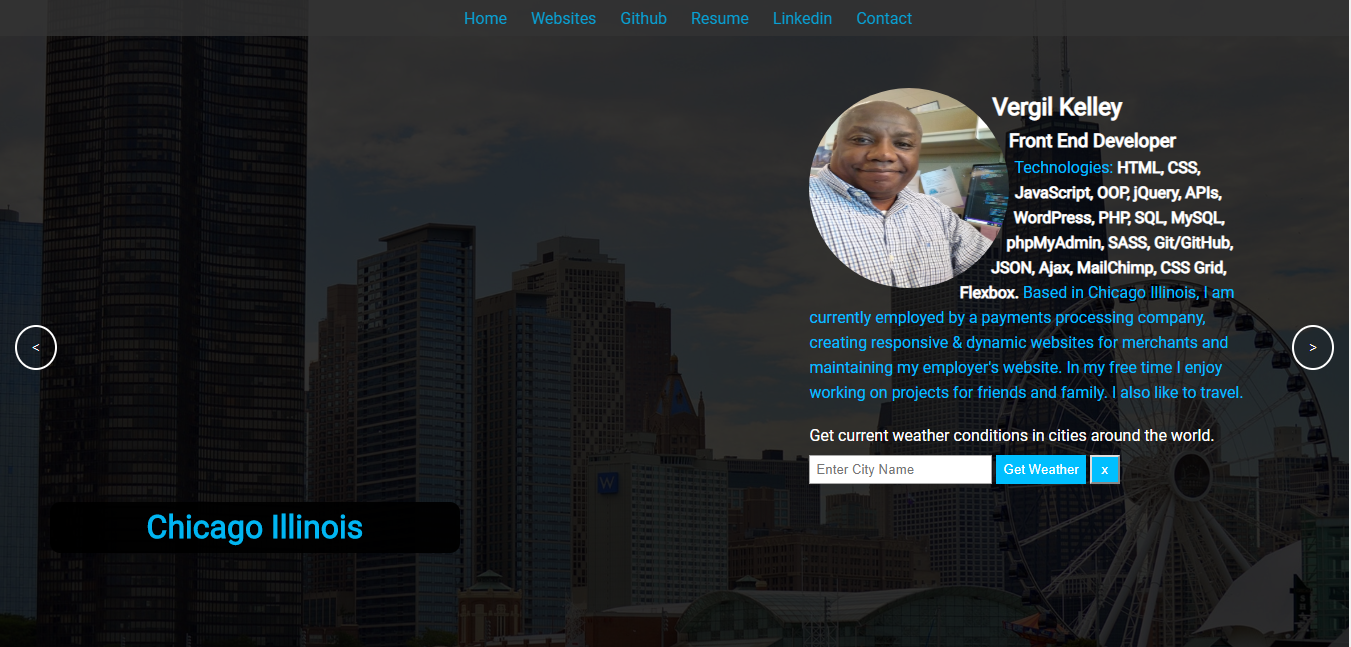 Home Websites Github Resume Linkedin Contact
Vergil Kelley
Front End Developer
Technologies: HTML, CSS,
JavaScript, OOP, jQuery, APIs,
WordPress, PHP, SQL, MySQL,
phpMyAdmin, SASS, Git/GitHub,
JSON, Ajax, MailChimp, CSS Grid,
Flexbox. Based in Chicago Illinois, I am
currently employed by a payments processing company,
creating responsive & dynamic websites for merchants and
maintaining my employer's website. In my free time I enjoy
working on projects for friends and family. I also like to travel.
< >
Get current weather conditions in cities around the world.
Enter City Name Get Weather x
W
Chicago Illinois